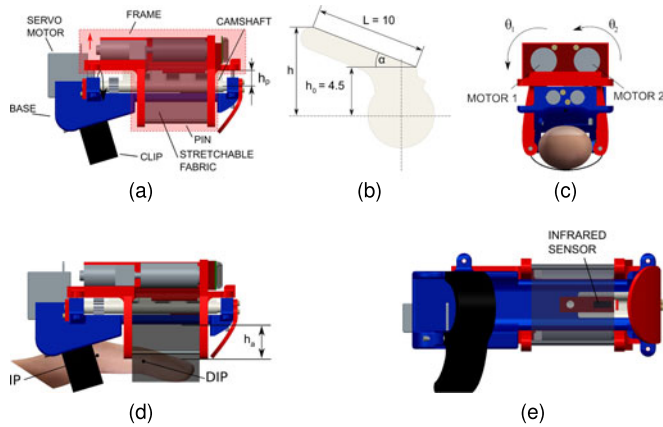 SERVO
MOTOR
FRAME
CAMSHAFT
hp
BASE
CLIP
PIN
STRETCHABLE
FABRIC
(a)
L = 10
α
h
h₀ = 4.5
(b)
θ₁
θ₂
MOTOR 1
MOTOR 2
(c)
hₐ
IP
DIP
(d)
INFRARED
SENSOR
(e)